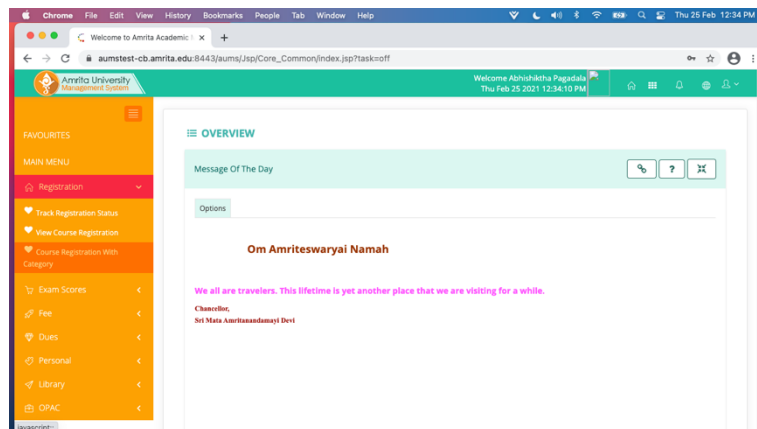 Chrome File Edit View History Bookmarks People Tab Window Help Thu 25 Feb 12:34 PM
Welcome to Amrita Academic
aumstest-cb.amrita.edu:8443/aums/Jsp/Core_Common/index.jsp?task=off
Amrita University
Management System
Welcome Abhishiktha Pagadala
Thu Feb 25 2021 12:34:10 PM
FAVOURITES
MAIN MENU
Registration
Track Registration Status
View Course Registration
Course Registration With
Category
Exam Scores
Fee
Dues
Personal
Library
OPAC
javascript:;
OVERVIEW
Message Of The Day
?
Options
Om Amriteswaryai Namah
We all are travelers. This lifetime is yet another place that we are visiting for a while.
Chancellor,
Sri Mata Amritanandamayi Devi